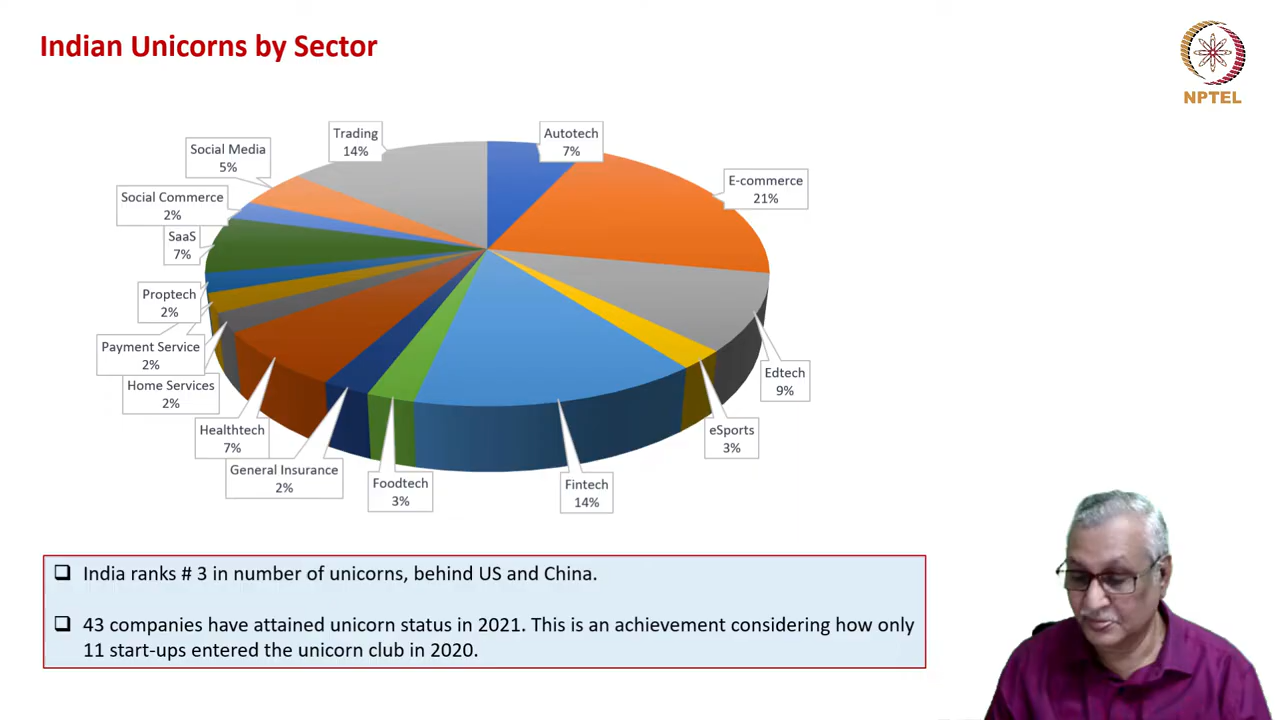 Indian Unicorns by Sector
NPTEL
Trading
14%
Autotech
7%
Social Media
5%
E-commerce
21%
Social Commerce
2%
SaaS
7%
Proptech
2%
Payment Service
2%
Home Services
2%
Edtech
9%
Healthtech
7%
eSports
3%
General Insurance
2%
Foodtech
3%
Fintech
14%
India ranks # 3 in number of unicorns, behind US and China.
43 companies have attained unicorn status in 2021. This is an achievement considering how only
11 start-ups entered the unicorn club in 2020.